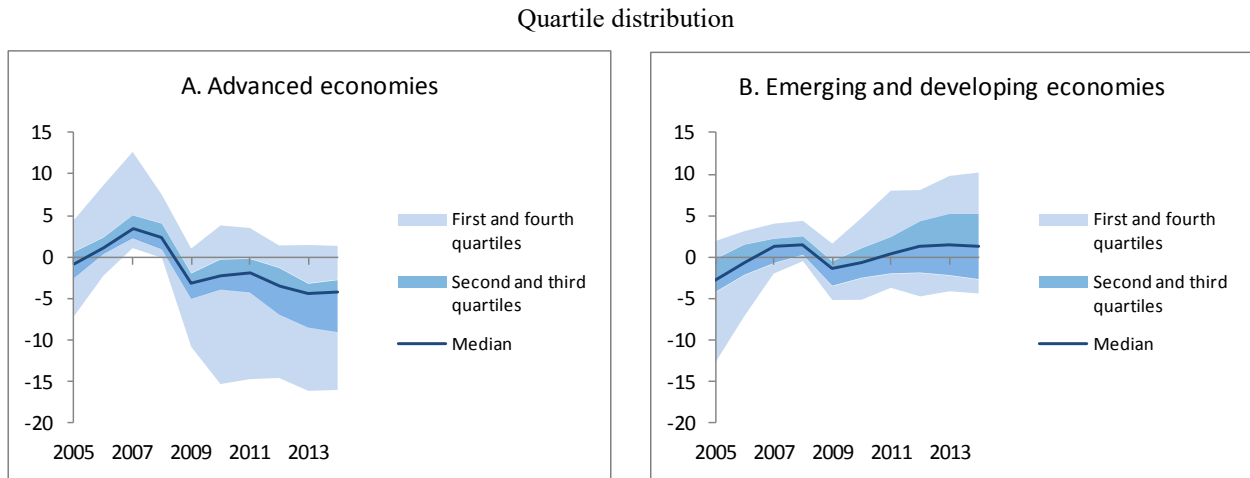 Quartile distribution
A. Advanced economies
15
10
5
0
-5
-10
-15
-20
2005 2007 2009 2011 2013
First and fourth
quartiles
Second and third
quartiles
Median
B. Emerging and developing economies
15
10
5
0
-5
-10
-15
-20
2005 2007 2009 2011 2013
First and fourth
quartiles
Second and third
quartiles
Median